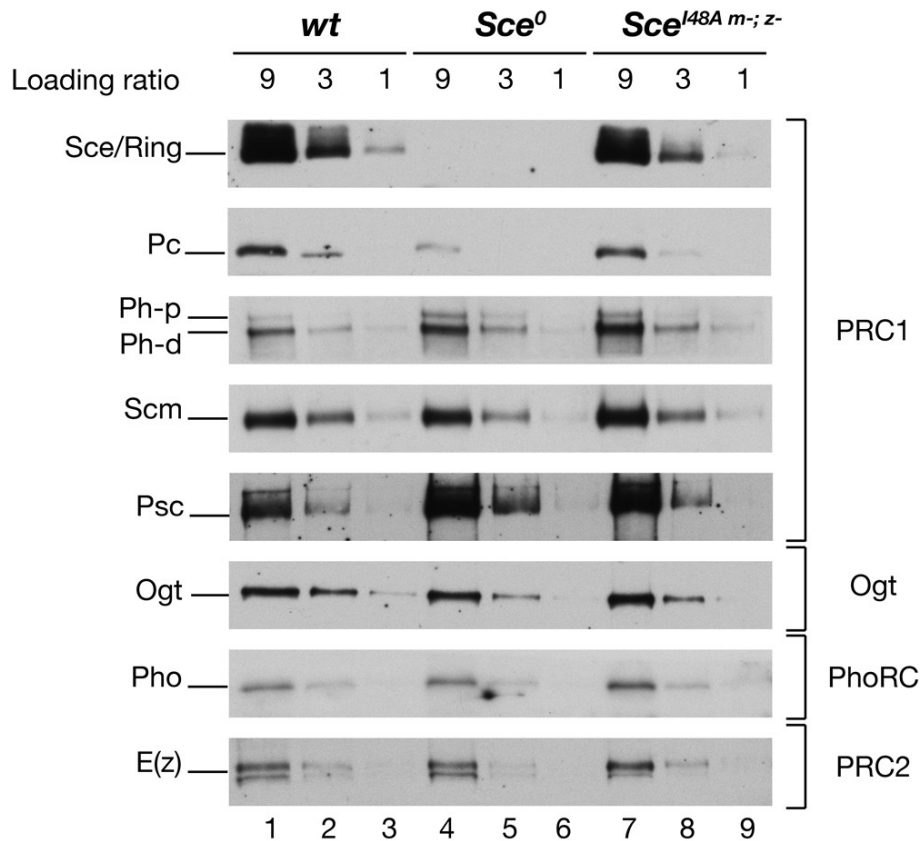 wt Sce⁰ Sceᴵ⁴⁸ᴬ ᵐ⁻; ᶻ⁻
Loading ratio 9 3 1 9 3 1 9 3 1
Sce/Ring
Pc
Ph-p
Ph-d
PRC1
Scm
Psc
Ogt Ogt
Pho PhoRC
E(z) PRC2
1 2 3 4 5 6 7 8 9